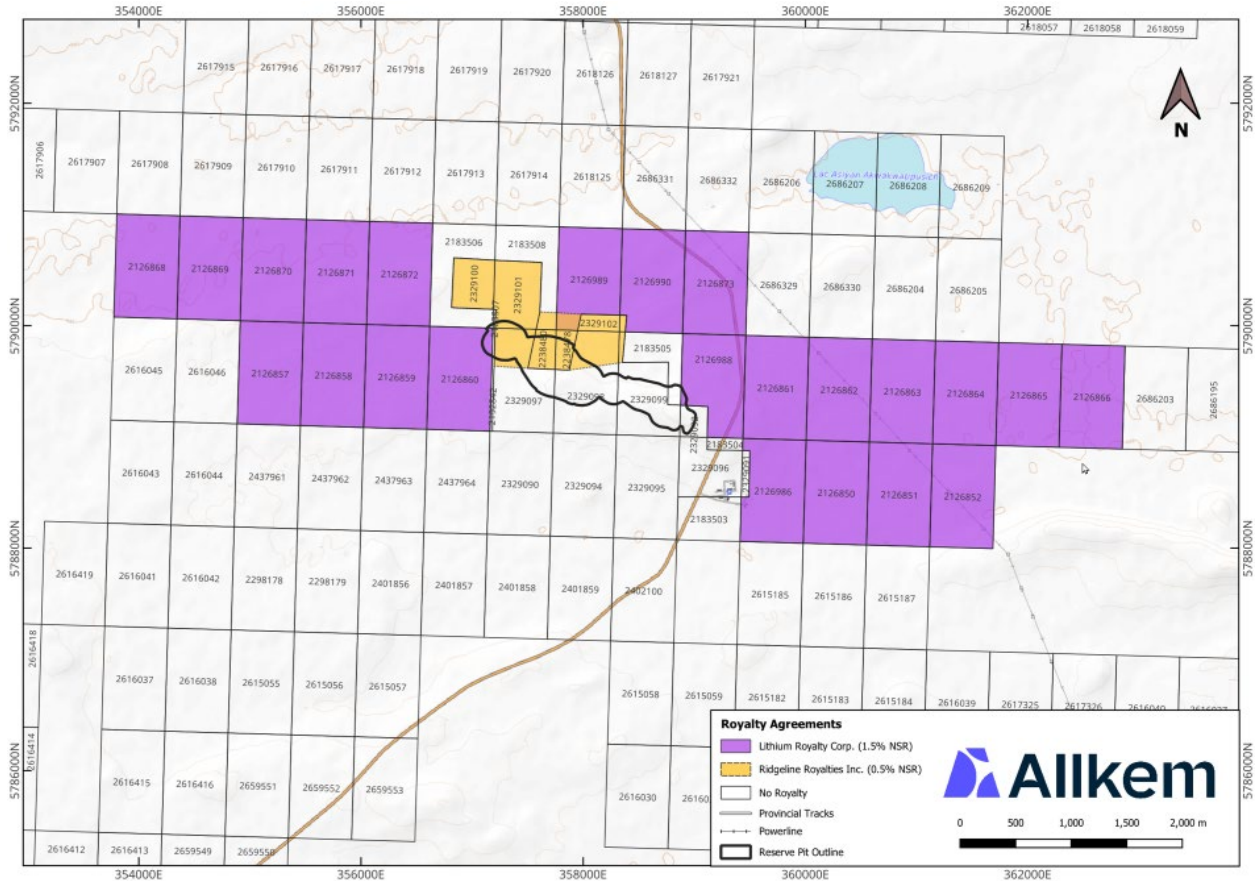 354000E 356000E 358000E 360000E 362000E
2618057 2618058 2618059
2617915 2617916 2617917 2617918 2617919 2617920 2618126 2618127 2617921
5792000N 5792000N
N
2617906 2617907 2617908 2617909 2617910 2617911 2617912 2617913 2617914 2618125 2686331 2686332 2686206 2686207 2686208 2686209
2183506 2183508
2126868 2126869 2126870 2126871 2126872 2329100 2329101 2126989 2126990 2126873 2686329 2686330 2686204 2686205
5790000N 5790000N
2329102
2183505
2616045 2616046 2126857 2126858 2126859 2126860 2126988 2126861 2126862 2126863 2126864 2126865 2126866 2686203 2686195
2329097 2329099
2183504
2616043 2616044 2437961 2437962 2437963 2437964 2329090 2329094 2329095 2329096 2329091 2126986 2126850 2126851 2126852
2183503
5788000N 5788000N
2616419 2616041 2616042 2298178 2298179 2401856 2401857 2401858 2401859 2402100 2615185 2615186 2615187
2616418 2616037 2616038 2615055 2615056 2615057 2615058 2615059 2615182 2615183 2615184 2616039 2617325 2617326
2616414 2616415 2616416 2659551 2659552 2659553 2616030
5786000N 5786000N
2616412 2616413 2659549 2659550
Royalty Agreements
Lithium Royalty Corp. (1.5% NSR)
Ridgeline Royalties Inc. (0.5% NSR)
No Royalty
Provincial Tracks
Powerline
Reserve Pit Outline
Allkem
0 500 1,000 1,500 2,000 m
354000E 356000E 358000E 360000E 362000E